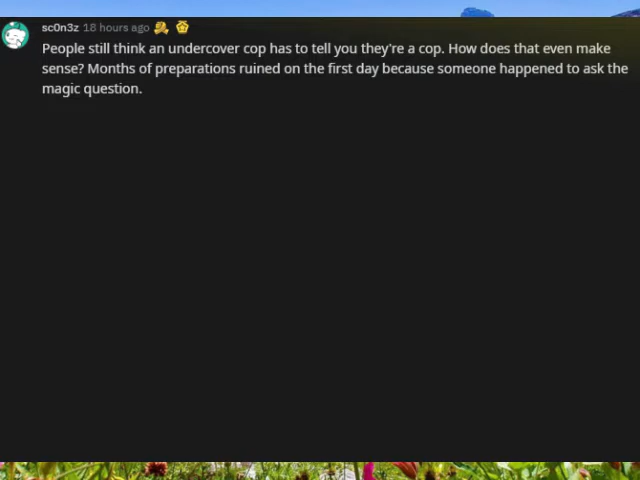 sc0n3z 18 hours ago
People still think an undercover cop has to tell you they're a cop. How does that even make
sense? Months of preparations ruined on the first day because someone happened to ask the
magic question.